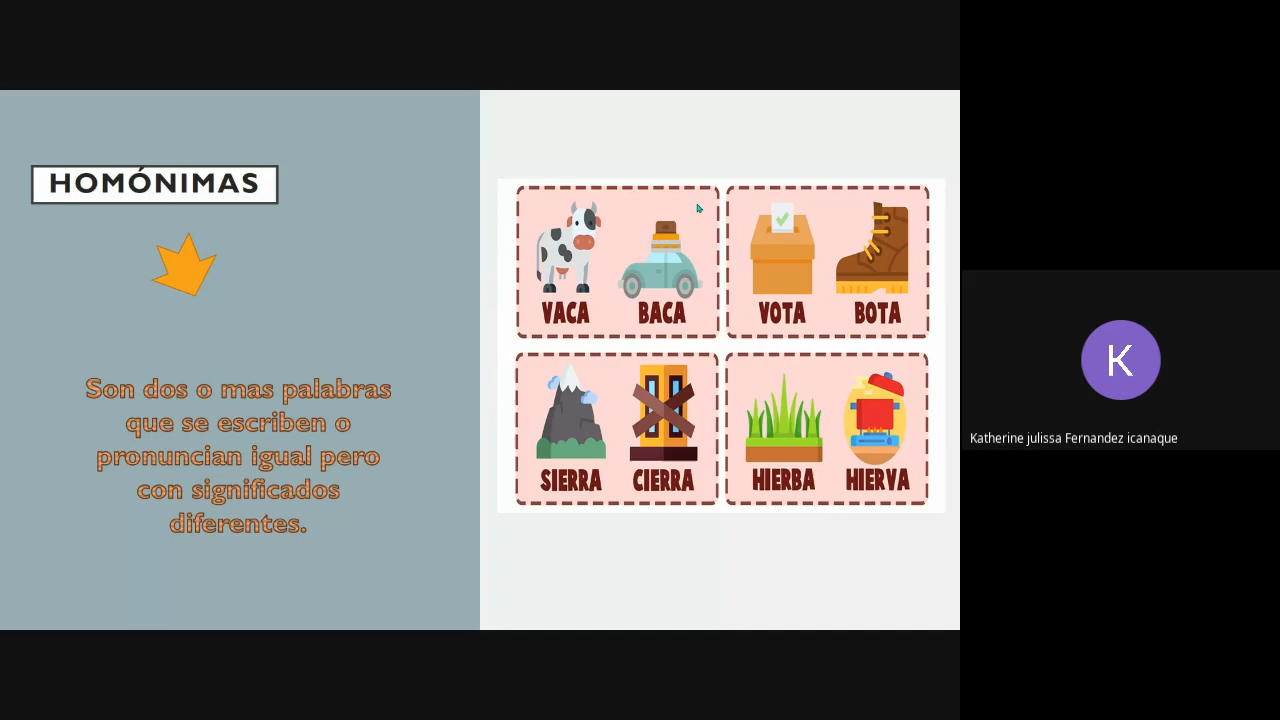 HOMÓNIMAS
Son dos o mas palabras
que se escriben o
pronuncian igual pero
con significados
diferentes.
VACA BACA
VOTA BOTA
SIERRA CIERRA
HIERBA HIERVA
K
Katherine julissa Fernandez icanaque